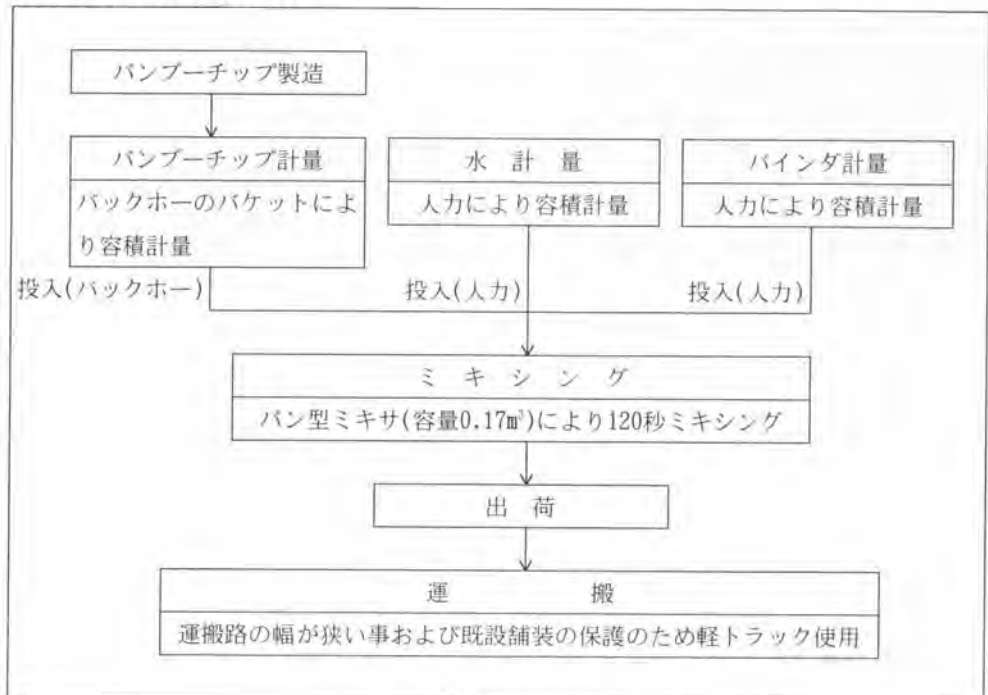 バンブーチップ製造
バンブーチップ計量
バックホーのバケットによ
り容積計量
水計量
人力により容積計量
バインダ計量
人力により容積計量
投入(バックホー)
投入(人力)
投入(人力)
ミキシング
パン型ミキサ(容量0.17㎥)により120秒ミキシング
出荷
運搬
運搬路の幅が狭い事および既設舗装の保護のため軽トラック使用